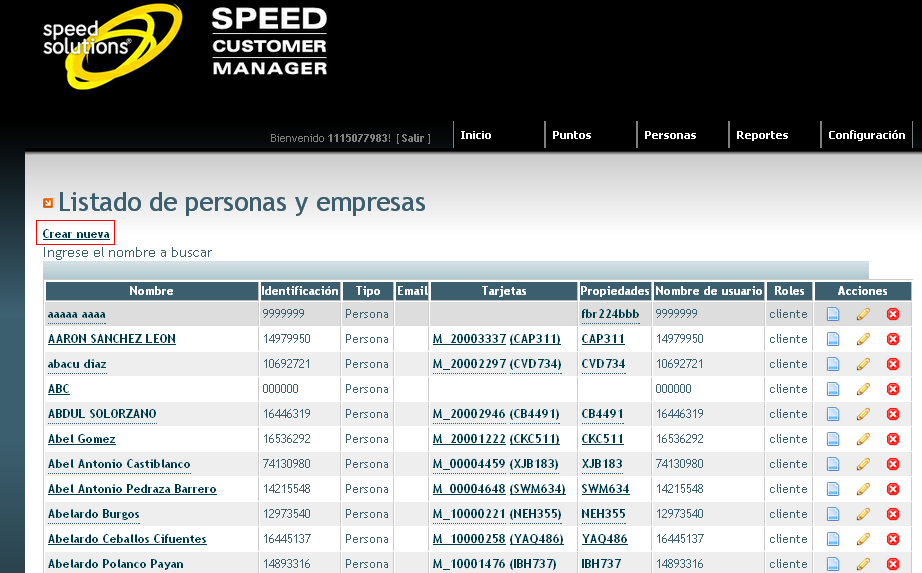 speed
solutions®
SPEED
CUSTOMER
MANAGER
Bienvenido 1115077983! [ Salir ]
Inicio Puntos Personas Reportes Configuración
Listado de personas y empresas
Crear nueva
Ingrese el nombre a buscar
Nombre Identificación Tipo Email Tarjetas Propiedades Nombre de usuario Roles Acciones
aaaaa aaaa 9999999 Persona fbr224bbb 9999999 cliente
AARON SANCHEZ LEON 14979950 Persona M_20003337 (CAP311) CAP311 14979950 cliente
abacu diaz 10692721 Persona M_20002297 (CVD734) CVD734 10692721 cliente
ABC 000000 Persona 000000 cliente
ABDUL SOLORZANO 16446319 Persona M_20002946 (CB4491) CB4491 16446319 cliente
Abel Gomez 16536292 Persona M_20001222 (CKC511) CKC511 16536292 cliente
Abel Antonio Castiblanco 74130980 Persona M_00004459 (XJB183) XJB183 74130980 cliente
Abel Antonio Pedraza Barrero 14215548 Persona M_00004648 (SWM634) SWM634 14215548 cliente
Abelardo Burgos 12973540 Persona M_10000221 (NEH355) NEH355 12973540 cliente
Abelardo Ceballos Cifuentes 16445137 Persona M_10000258 (YAQ486) YAQ486 16445137 cliente
Abelardo Polanco Payan 14893316 Persona M_10001476 (IBH737) IBH737 14893316 cliente